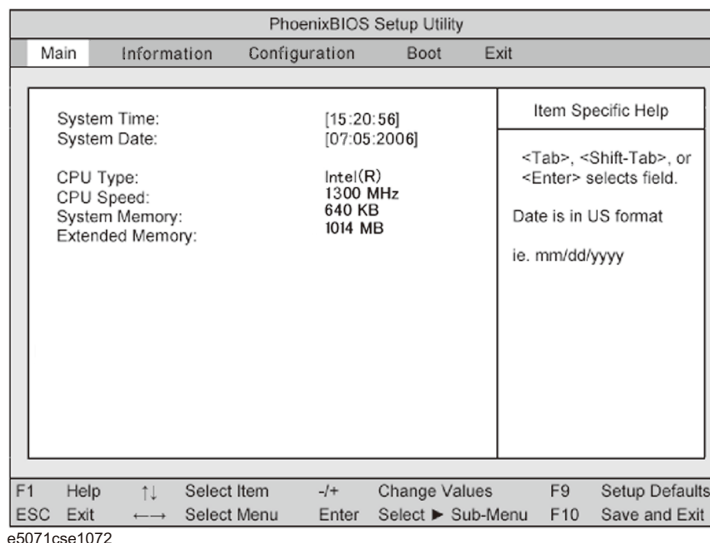 PhoenixBIOS Setup Utility
Main Information Configuration Boot Exit
System Time: [15:20:56]
System Date: [07:05:2006]
CPU Type: Intel(R)
CPU Speed: 1300 MHz
System Memory: 640 KB
Extended Memory: 1014 MB
Item Specific Help
<Tab>, <Shift-Tab>, or
<Enter> selects field.
Date is in US format
ie. mm/dd/yyyy
F1 Help ↑↓ Select Item -/+ Change Values F9 Setup Defaults
ESC Exit ←→ Select Menu Enter Select ► Sub-Menu F10 Save and Exit
e5071cse1072